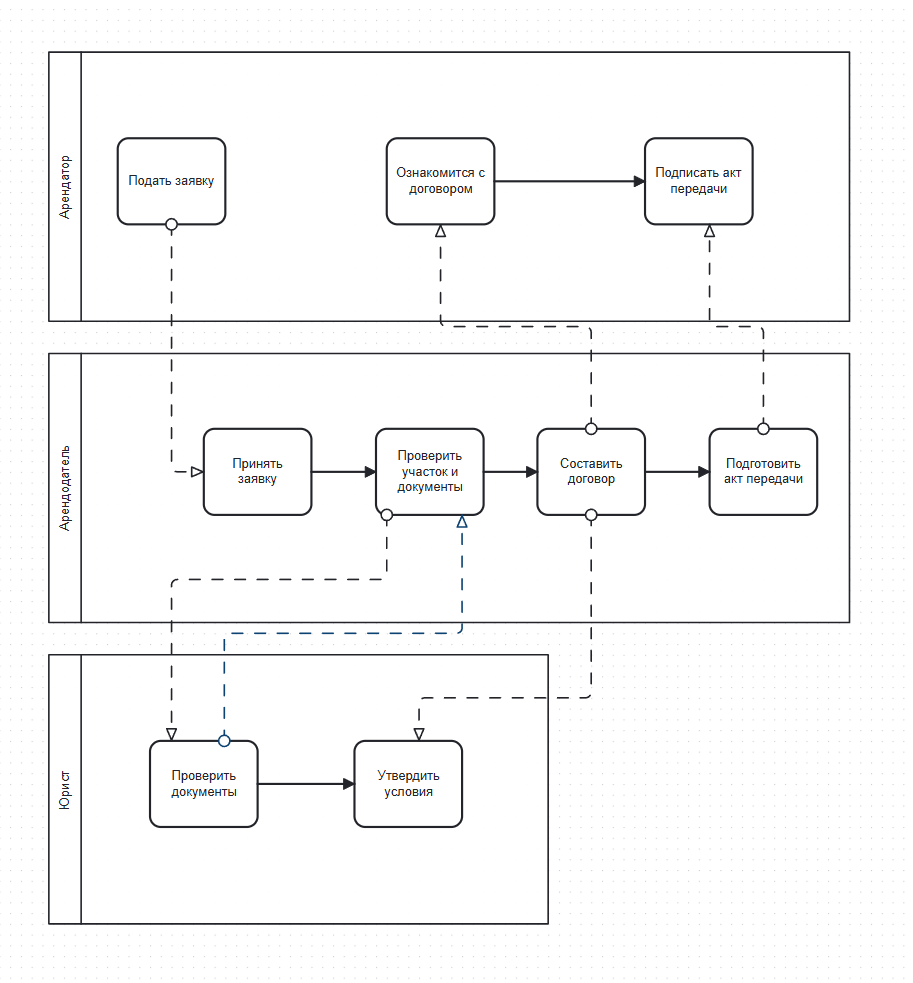 Арендатор
Подать заявку
Ознакомится с
договором
Подписать акт
передачи
Арендодатель
Принять
заявку
Проверить
участок и
документы
Составить
договор
Подготовить
акт передачи
Юрист
Проверить
документы
Утвердить
условия